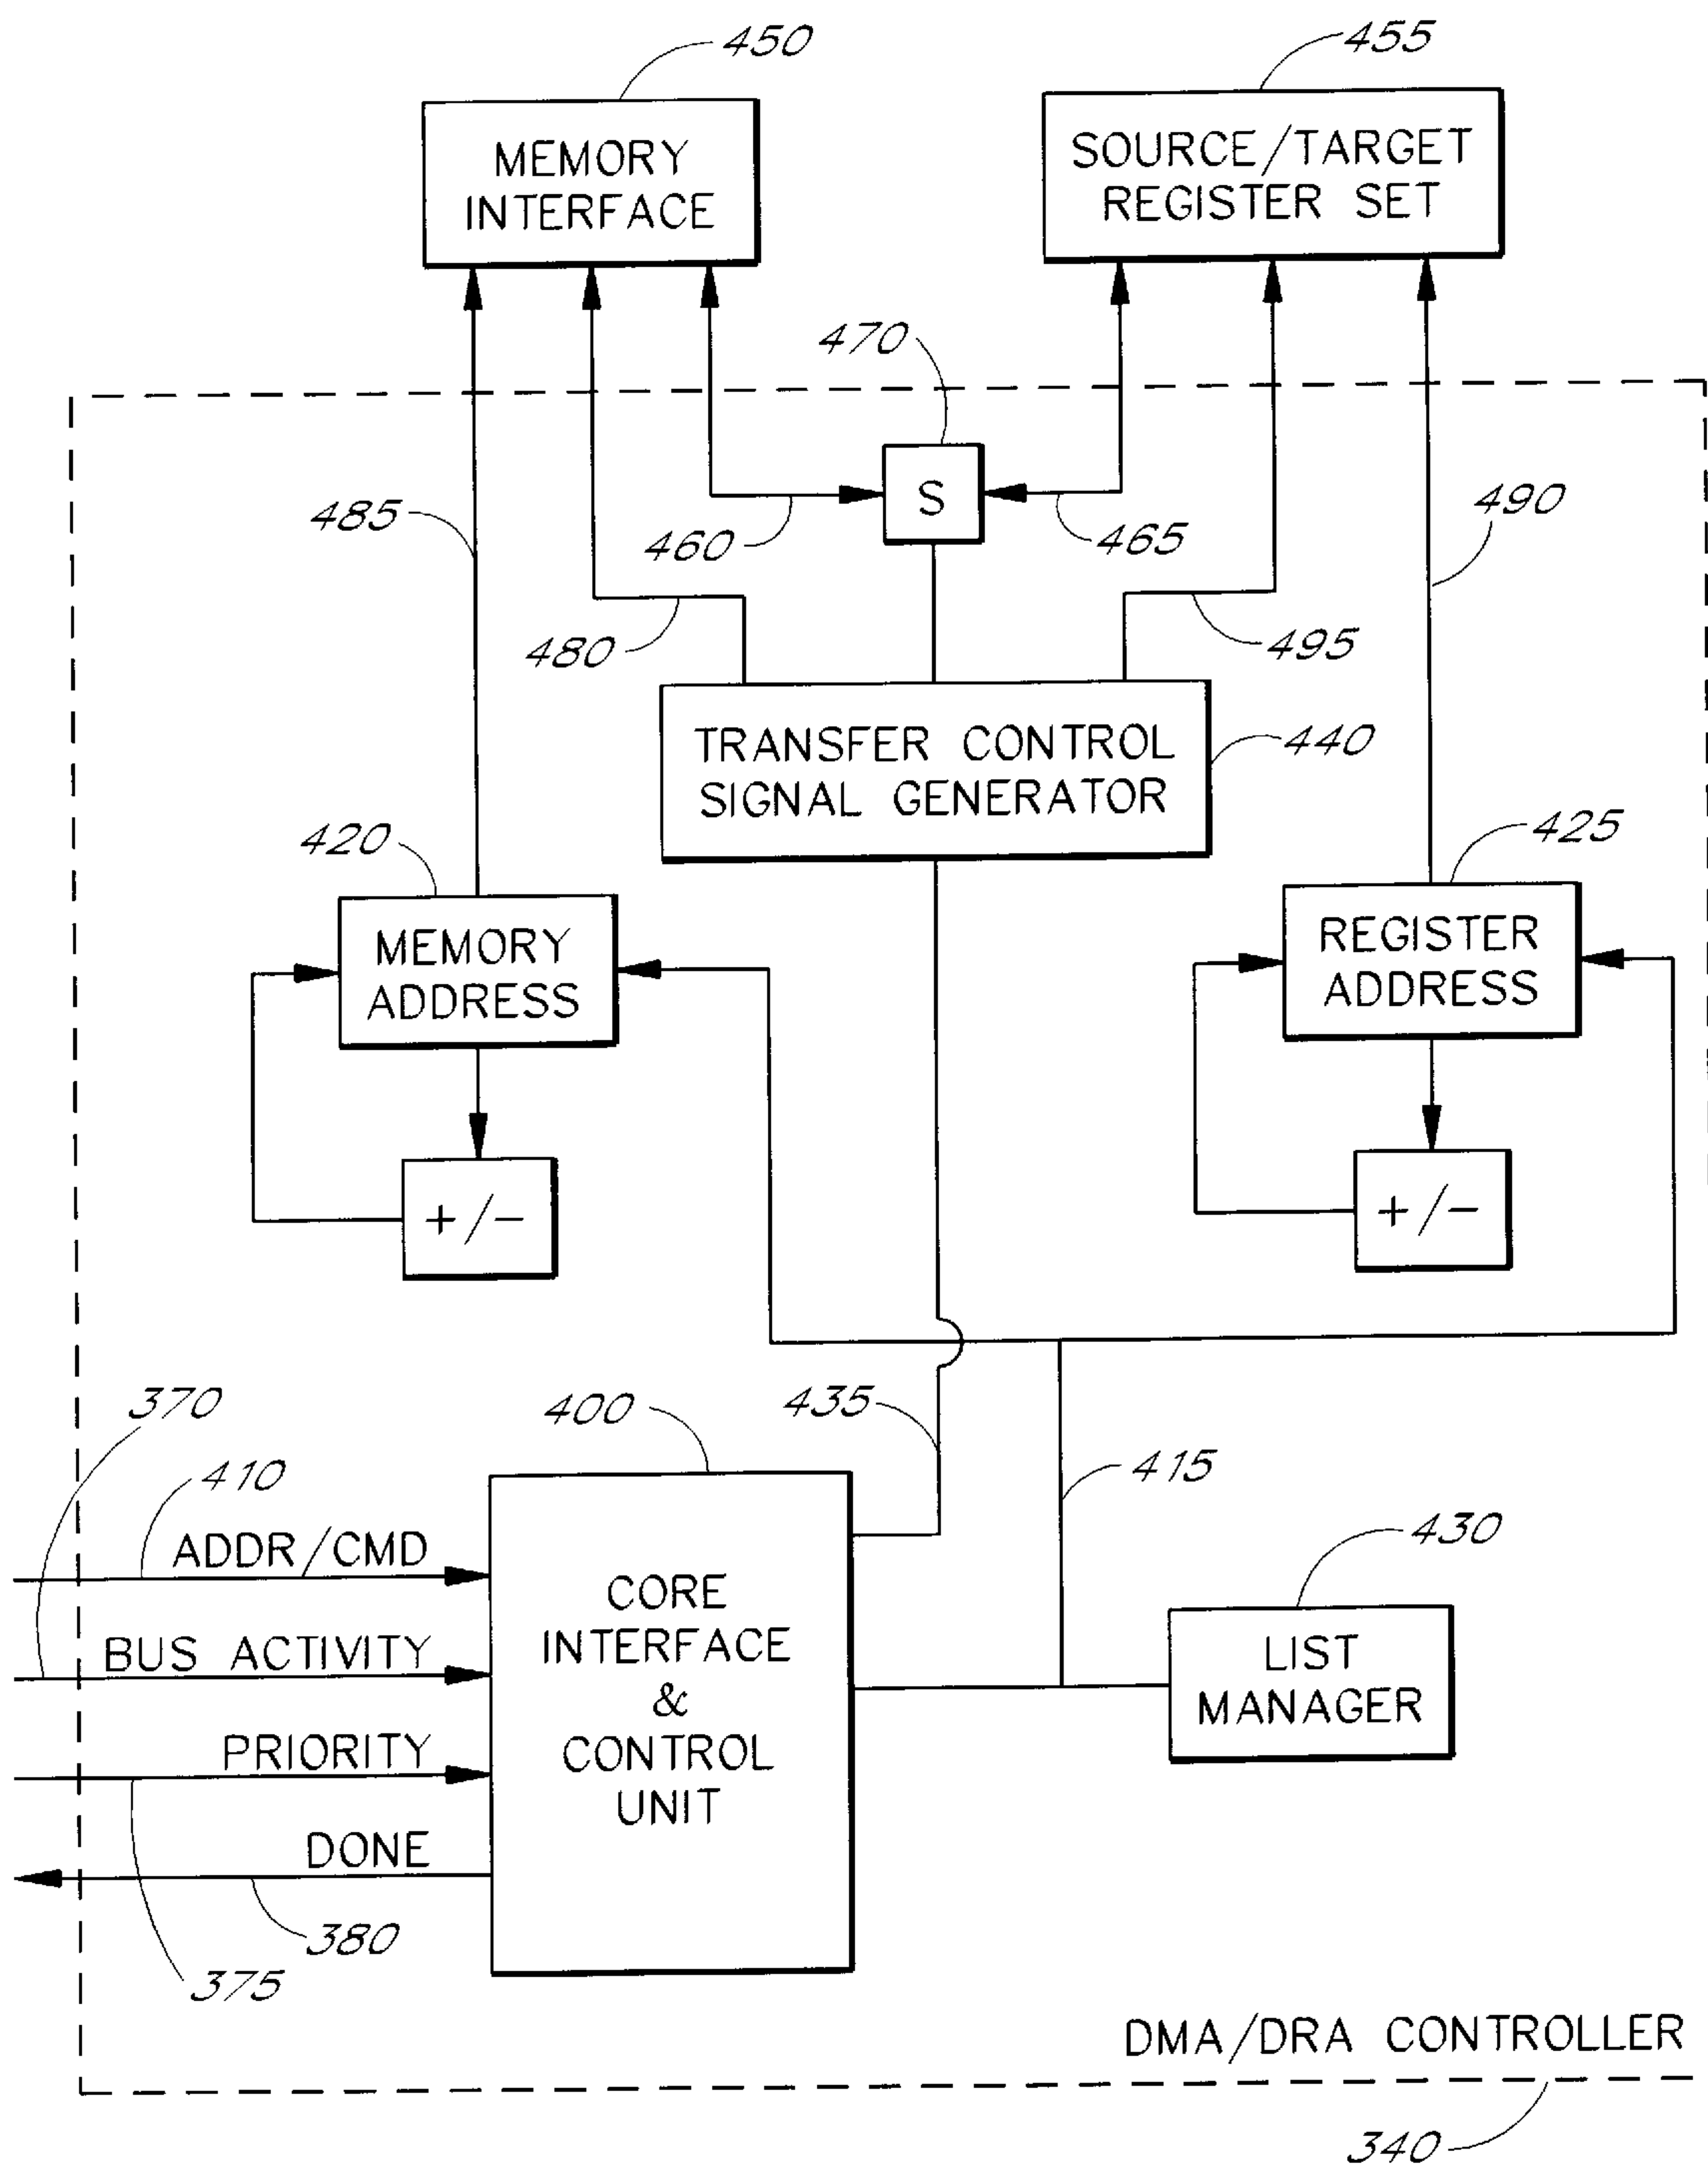 450
455
MEMORY
INTERFACE
SOURCE/TARGET
REGISTER SET
470
S
485
460
465
490
480
495
TRANSFER CONTROL
SIGNAL GENERATOR
440
420
425
MEMORY
ADDRESS
REGISTER
ADDRESS
+/−
+/−
370
400
435
410
415
ADDR/CMD
430
BUS ACTIVITY
PRIORITY
DONE
CORE
INTERFACE
&
CONTROL
UNIT
LIST
MANAGER
380
375
DMA/DRA CONTROLLER
340